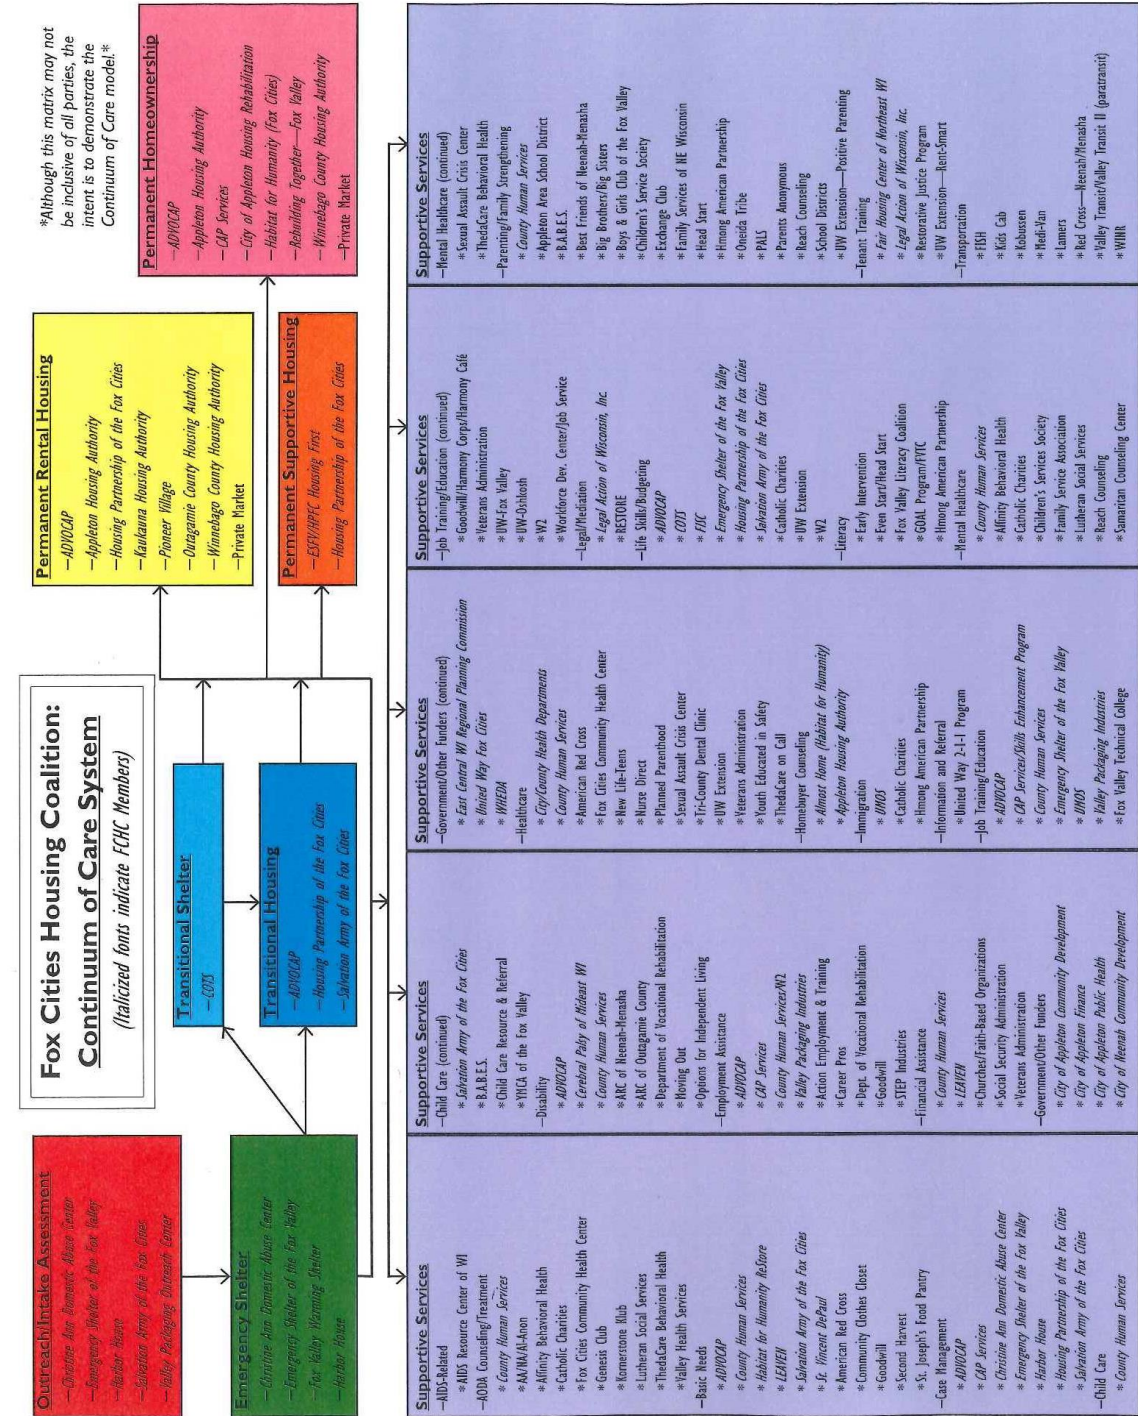 Fox Cities Housing Coalition:
Continuum of Care System
(Italicized fonts indicate FCHC Members)
*Although this matrix may not
be inclusive of all parties, the
intent is to demonstrate the
Continuum of Care model.*
Outreach/Intake Assessment
—Christine Ann Domestic Abuse Center
—Emergency Shelter of the Fox Valley
—Harbor House
—Salvation Army of the Fox Cities
—Valley Packaging Outreach Center
Emergency Shelter
—Christine Ann Domestic Abuse Center
—Emergency Shelter of the Fox Valley
—Fox Valley Warming Shelter
—Harbor House
Transitional Shelter
—COTS
Transitional Housing
—ADVOCAP
—Housing Partnership of the Fox Cities
—Salvation Army of the Fox Cities
Permanent Rental Housing
—ADVOCAP
—Appleton Housing Authority
—Housing Partnership of the Fox Cities
—Kaukauna Housing Authority
—Pioneer Village
—Outagamie County Housing Authority
—Winnebago County Housing Authority
—Private Market
Permanent Supportive Housing
—ESFV/HPFC Housing First
—Housing Partnership of the Fox Cities
Permanent Homeownership
—ADVOCAP
—Appleton Housing Authority
—CAP Services
—City of Appleton Housing Rehabilitation
—Habitat for Humanity (Fox Cities)
—Rebuilding Together—Fox Valley
—Winnebago County Housing Authority
—Private Market
Supportive Services
—AIDS-Related
* AIDS Resource Center of WI
—AODA Counseling/Treatment
* County Human Services
* AA/NA/Al-Anon
* Affinity Behavioral Health
* Catholic Charities
* Fox Cities Community Health Center
* Genesis Club
* Kornerstone Klub
* Lutheran Social Services
* ThedaCare Behavioral Health
* Valley Health Services
—Basic Needs
* ADVOCAP
* County Human Services
* Habitat for Humanity ReStore
* LEAVEN
* Salvation Army of the Fox Cities
* St. Vincent DePaul
* American Red Cross
* Community Clothes Closet
* Goodwill
* Second Harvest
* St. Joseph's Food Pantry
—Case Management
* ADVOCAP
* CAP Services
* Christine Ann Domestic Abuse Center
* Emergency Shelter of the Fox Valley
* Harbor House
* Housing Partnership of the Fox Cities
* Salvation Army of the Fox Cities
—Child Care
* County Human Services
Supportive Services
—Child Care (continued)
* Salvation Army of the Fox Cities
* B.A.B.E.S.
* Child Care Resource & Referral
* YMCA of the Fox Valley
—Disability
* ADVOCAP
* Cerebral Palsy of Mideast WI
* County Human Services
* ARC of Neenah-Menasha
* ARC of Outagamie County
* Department of Vocational Rehabilitation
* Moving Out
* Options for Independent Living
—Employment Assistance
* ADVOCAP
* CAP Services
* County Human Services/W2
* Valley Packaging Industries
* Action Employment & Training
* Career Pros
* Dept. of Vocational Rehabilitation
* Goodwill
* STEP Industries
—Financial Assistance
* County Human Services
* LEAVEN
* Churches/Faith-Based Organizations
* Social Security Administration
* Veterans Administration
—Government/Other Funders
* City of Appleton Community Development
* City of Appleton Finance
* City of Appleton Public Health
* City of Neenah Community Development
Supportive Services
—Government/Other Funders (continued)
* East Central WI Regional Planning Commission
* United Way Fox Cities
* WHEDA
—Healthcare
* City/County Health Departments
* County Human Services
* American Red Cross
* Fox Cities Community Health Center
* New Life-Teens
* Nurse Direct
* Planned Parenthood
* Sexual Assault Crisis Center
* Tri-County Dental Clinic
* UW Extension
* Veterans Administration
* Youth Educated in Safety
* ThedaCare on Call
—Homebuyer Counseling
* Almost Home (Habitat for Humanity)
* Appleton Housing Authority
—Immigration
* UMOS
* Catholic Charities
* Hmong American Partnership
—Information and Referral
* United Way 2-1-1 Program
—Job Training/Education
* ADVOCAP
* CAP Services/Skills Enhancement Program
* County Human Services
* Emergency Shelter of the Fox Valley
* UMOS
* Valley Packaging Industries
* Fox Valley Technical College
Supportive Services
—Job Training/Education (continued)
* Goodwill/Harmony Corps/Harmony Café
* Veterans Administration
* UW-Fox Valley
* UW-Oshkosh
* W2
* Workforce Dev. Center/Job Service
—Legal/Mediation
* Legal Action of Wisconsin, Inc.
* RESTORE
—Life Skills/Budgeting
* ADVOCAP
* COTS
* FISC
* Emergency Shelter of the Fox Valley
* Housing Partnership of the Fox Cities
* Salvation Army of the Fox Cities
* Catholic Charities
* UW Extension
* W2
—Literacy
* Early Intervention
* Even Start/Head Start
* Fox Valley Literacy Coalition
* GOAL Program/FVTC
* Hmong American Partnership
—Mental Healthcare
* County Human Services
* Affinity Behavioral Health
* Catholic Charities
* Children's Services Society
* Family Service Association
* Lutheran Social Services
* Reach Counseling
* Samaritan Counseling Center
Supportive Services
—Mental Healthcare (continued)
* Sexual Assault Crisis Center
* ThedaCare Behavioral Health
—Parenting/Family Strengthening
* County Human Services
* Appleton Area School District
* B.A.B.E.S.
* Best Friends of Neenah-Menasha
* Big Brothers/Big Sisters
* Boys & Girls Club of the Fox Valley
* Children's Service Society
* Exchange Club
* Family Services of NE Wisconsin
* Head Start
* Hmong American Partnership
* Oneida Tribe
* PALS
* Parents Anonymous
* Reach Counseling
* School Districts
* UW Extension—Positive Parenting
—Tenant Training
* Fair Housing Center of Northeast WI
* Legal Action of Wisconsin, Inc.
* Restorative Justice Program
* UW Extension—Rent-Smart
—Transportation
* FISH
* Kids Cab
* Kobussen
* Medi-Van
* Lamers
* Red Cross—Neenah/Menasha
* Valley Transit/Valley Transit II (paratransit)
* WINR